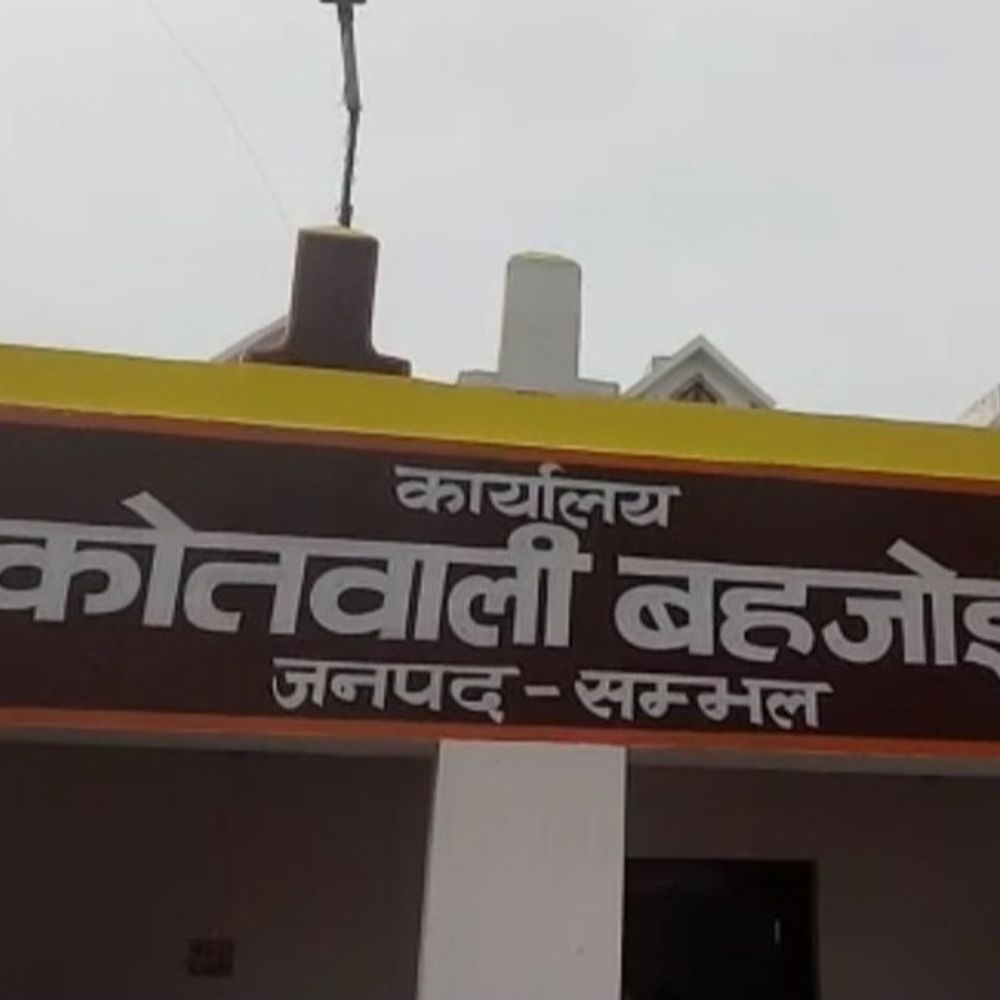 कार्यालय
कोतवाली बहजोई
जनपद - सम्भल